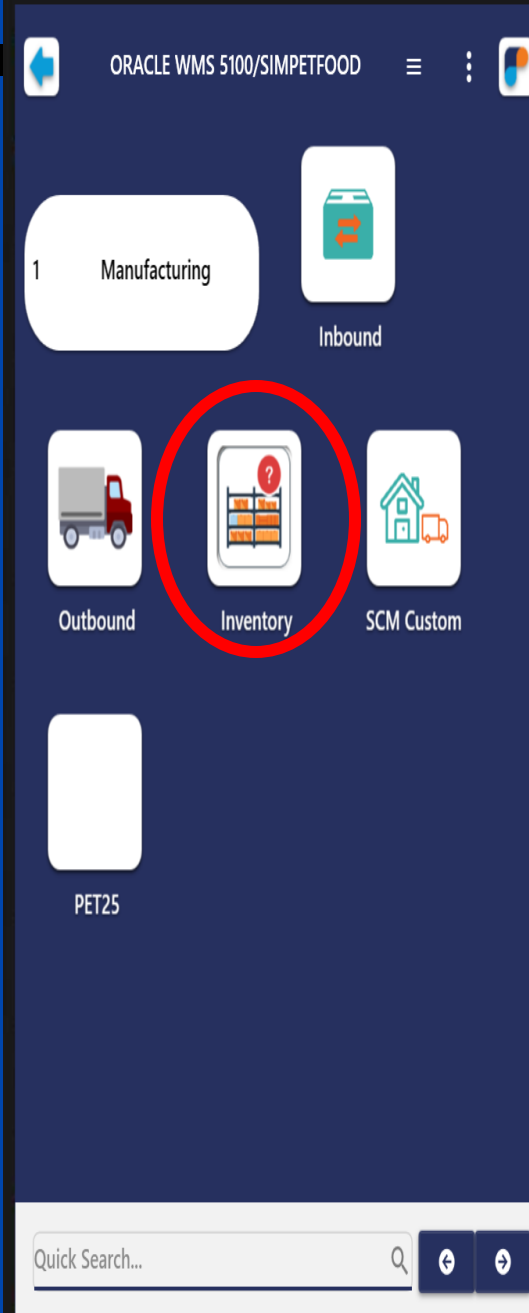 ORACLE WMS 5100/SIMPETFOOD
1 Manufacturing
Inbound
?
Outbound
Inventory
SCM Custom
PET25
Quick Search...